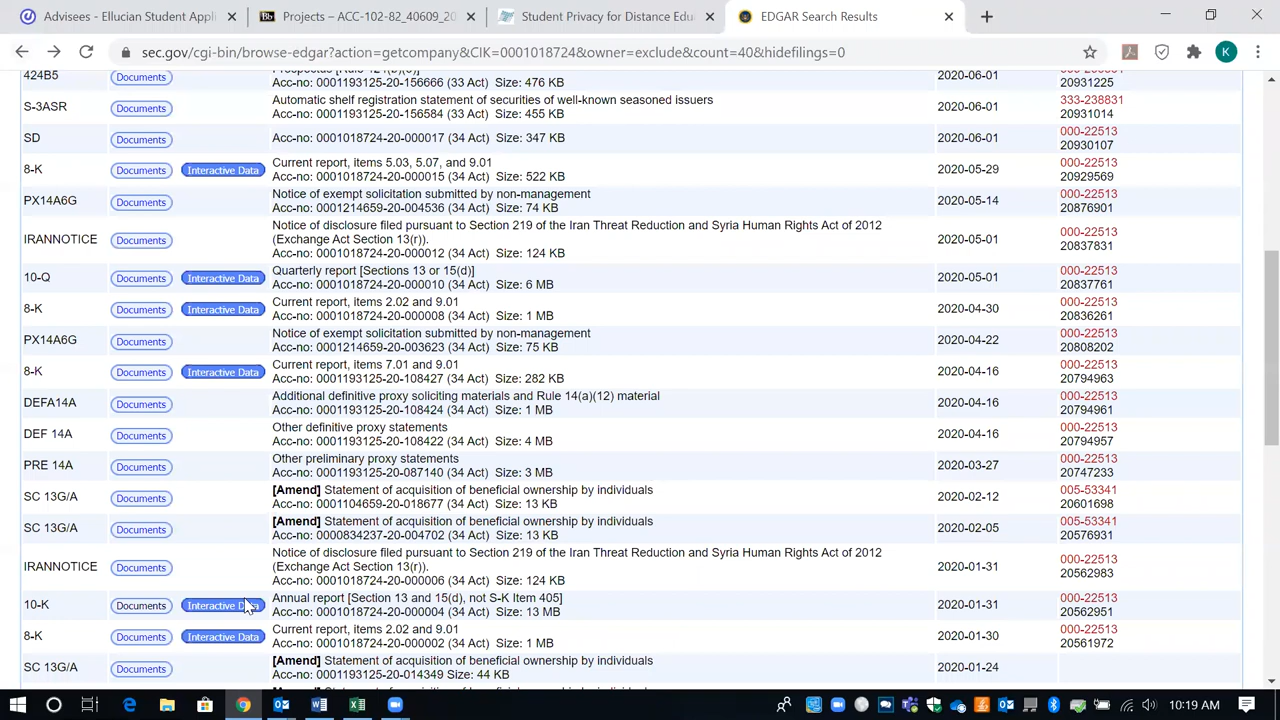 Advisees - Ellucian Student Appl
Projects – ACC-102-82_40609_20
Student Privacy for Distance Edu
EDGAR Search Results
sec.gov/cgi-bin/browse-edgar?action=getcompany&CIK=0001018724&owner=exclude&count=40&hidefilings=0
K
424B5 Documents Acc-no: 0001193125-20-156666 (33 Act) Size: 476 KB 2020-06-01 20931225
S-3ASR Documents Automatic shelf registration statement of securities of well-known seasoned issuers 2020-06-01 333-238831
Acc-no: 0001193125-20-156584 (33 Act) Size: 455 KB 20931014
SD Documents Acc-no: 0001018724-20-000017 (34 Act) Size: 347 KB 2020-06-01 000-22513
20930107
8-K Documents Interactive Data Current report, items 5.03, 5.07, and 9.01 2020-05-29 000-22513
Acc-no: 0001018724-20-000015 (34 Act) Size: 522 KB 20929569
PX14A6G Documents Notice of exempt solicitation submitted by non-management 2020-05-14 000-22513
Acc-no: 0001214659-20-004536 (34 Act) Size: 74 KB 20876901
IRANNOTICE Documents Notice of disclosure filed pursuant to Section 219 of the Iran Threat Reduction and Syria Human Rights Act of 2012 2020-05-01 000-22513
(Exchange Act Section 13(r)). 20837831
Acc-no: 0001018724-20-000012 (34 Act) Size: 124 KB
10-Q Documents Interactive Data Quarterly report [Sections 13 or 15(d)] 2020-05-01 000-22513
Acc-no: 0001018724-20-000010 (34 Act) Size: 6 MB 20837761
8-K Documents Interactive Data Current report, items 2.02 and 9.01 2020-04-30 000-22513
Acc-no: 0001018724-20-000008 (34 Act) Size: 1 MB 20836261
PX14A6G Documents Notice of exempt solicitation submitted by non-management 2020-04-22 000-22513
Acc-no: 0001214659-20-003623 (34 Act) Size: 75 KB 20808202
8-K Documents Interactive Data Current report, items 7.01 and 9.01 2020-04-16 000-22513
Acc-no: 0001193125-20-108427 (34 Act) Size: 282 KB 20794963
DEFA14A Documents Additional definitive proxy soliciting materials and Rule 14(a)(12) material 2020-04-16 000-22513
Acc-no: 0001193125-20-108424 (34 Act) Size: 1 MB 20794961
DEF 14A Documents Other definitive proxy statements 2020-04-16 000-22513
Acc-no: 0001193125-20-108422 (34 Act) Size: 4 MB 20794957
PRE 14A Documents Other preliminary proxy statements 2020-03-27 000-22513
Acc-no: 0001193125-20-087140 (34 Act) Size: 3 MB 20747233
SC 13G/A Documents [Amend] Statement of acquisition of beneficial ownership by individuals 2020-02-12 005-53341
Acc-no: 0001104659-20-018677 (34 Act) Size: 13 KB 20601698
SC 13G/A Documents [Amend] Statement of acquisition of beneficial ownership by individuals 2020-02-05 005-53341
Acc-no: 0000834237-20-004702 (34 Act) Size: 13 KB 20576931
IRANNOTICE Documents Notice of disclosure filed pursuant to Section 219 of the Iran Threat Reduction and Syria Human Rights Act of 2012 2020-01-31 000-22513
(Exchange Act Section 13(r)). 20562983
Acc-no: 0001018724-20-000006 (34 Act) Size: 124 KB
10-K Documents Interactive Annual report [Section 13 and 15(d), not S-K Item 405] 2020-01-31 000-22513
Acc-no: 0001018724-20-000004 (34 Act) Size: 13 MB 20562951
8-K Documents Interactive Data Current report, items 2.02 and 9.01 2020-01-30 000-22513
Acc-no: 0001018724-20-000002 (34 Act) Size: 1 MB 20561972
SC 13G/A Documents [Amend] Statement of acquisition of beneficial ownership by individuals 2020-01-24
Acc-no: 0001193125-20-014349 Size: 44 KB
10:19 AM